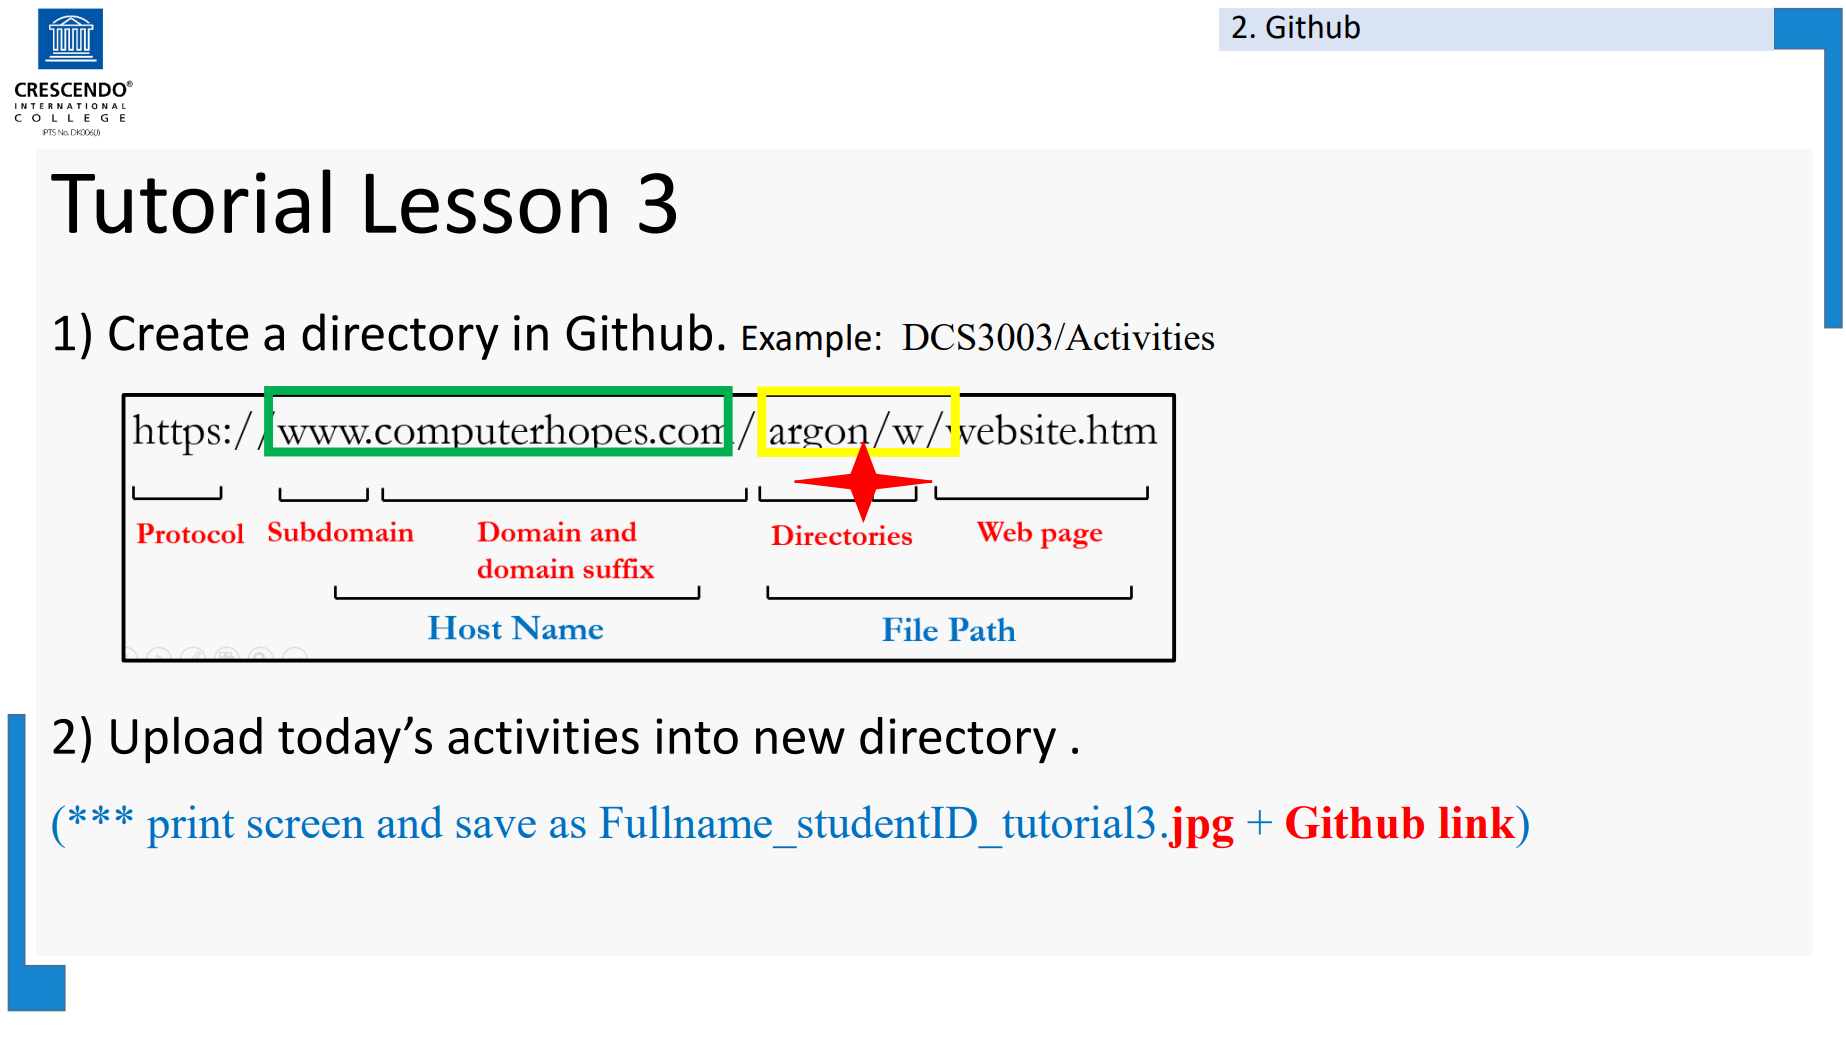 2. Github
CRESCENDO®
INTERNATIONAL
COLLEGE
IPTS No. DK006(J)
Tutorial Lesson 3
1) Create a directory in Github. Example: DCS3003/Activities
https://www.computerhopes.com/argon/w/website.htm
Protocol Subdomain Domain and Directories Web page
domain suffix
Host Name File Path
2) Upload today’s activities into new directory .
(*** print screen and save as Fullname_studentID_tutorial3.jpg + Github link)